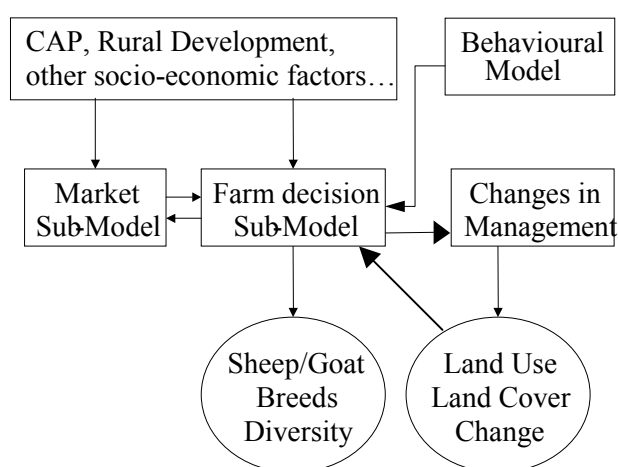 CAP, Rural Development,
other socio-economic factors…
Behavioural
Model
Market
Sub-Model
Farm decision
Sub-Model
Changes in
Management
Sheep/Goat
Breeds
Diversity
Land Use
Land Cover
Change